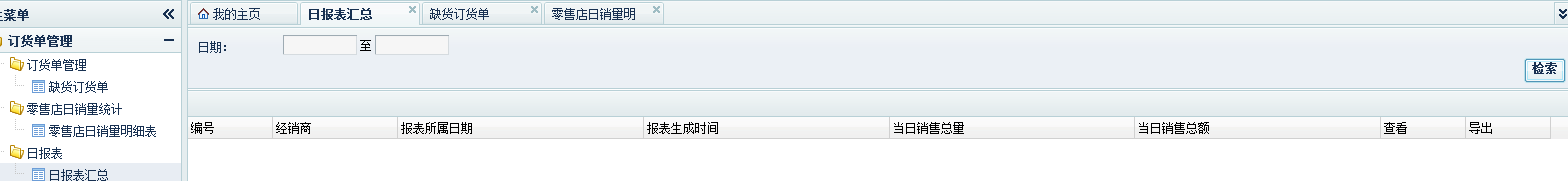 主菜单
订货单管理
订货单管理
缺货订货单
零售店日销量统计
零售店日销量明细表
日报表
日报表汇总
我的主页 日报表汇总 缺货订货单 零售店日销量明
日期： 至
检索
编号 经销商 报表所属日期 报表生成时间 当日销售总量 当日销售总额 查看 导出